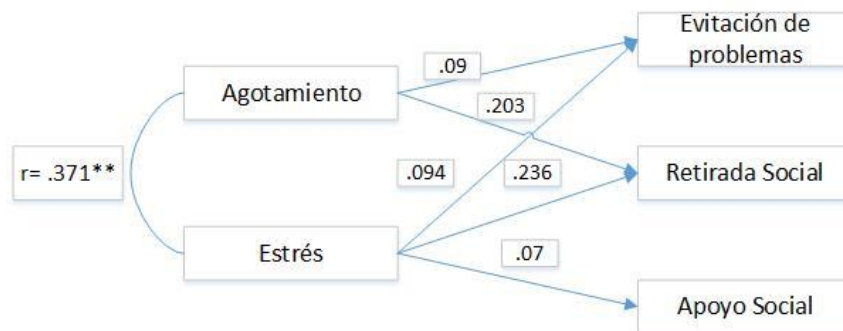 Evitación de
problemas
.09
Agotamiento
.203
r= .371**
.094
.236
Retirada Social
Estrés
.07
Apoyo Social